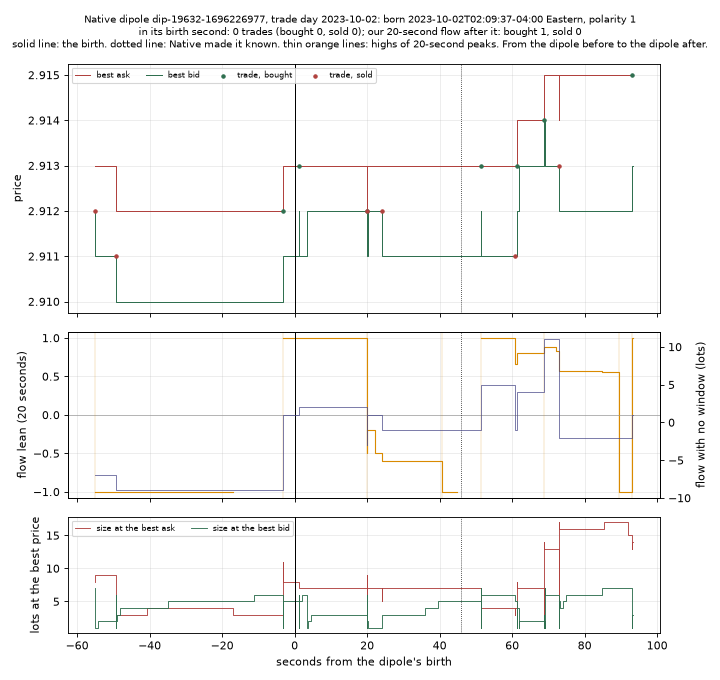 Native dipole dip-19632-1696226977, trade day 2023-10-02: born 2023-10-02T02:09:37-04:00 Eastern, polarity 1
in its birth second: 0 trades (bought 0, sold 0); our 20-second flow after it: bought 1, sold 0
solid line: the birth. dotted line: Native made it known. thin orange lines: highs of 20-second peaks. From the dipole before to the dipole after.
best ask best bid trade, bought trade, sold
2.915
2.914
2.913
2.912
2.911
2.910
price
1.0
0.5
0.0
−0.5
−1.0
flow lean (20 seconds)
10
5
0
−5
−10
flow with no window (lots)
size at the best ask size at the best bid
15
10
5
lots at the best price
−60 −40 −20 0 20 40 60 80 100
seconds from the dipole's birth